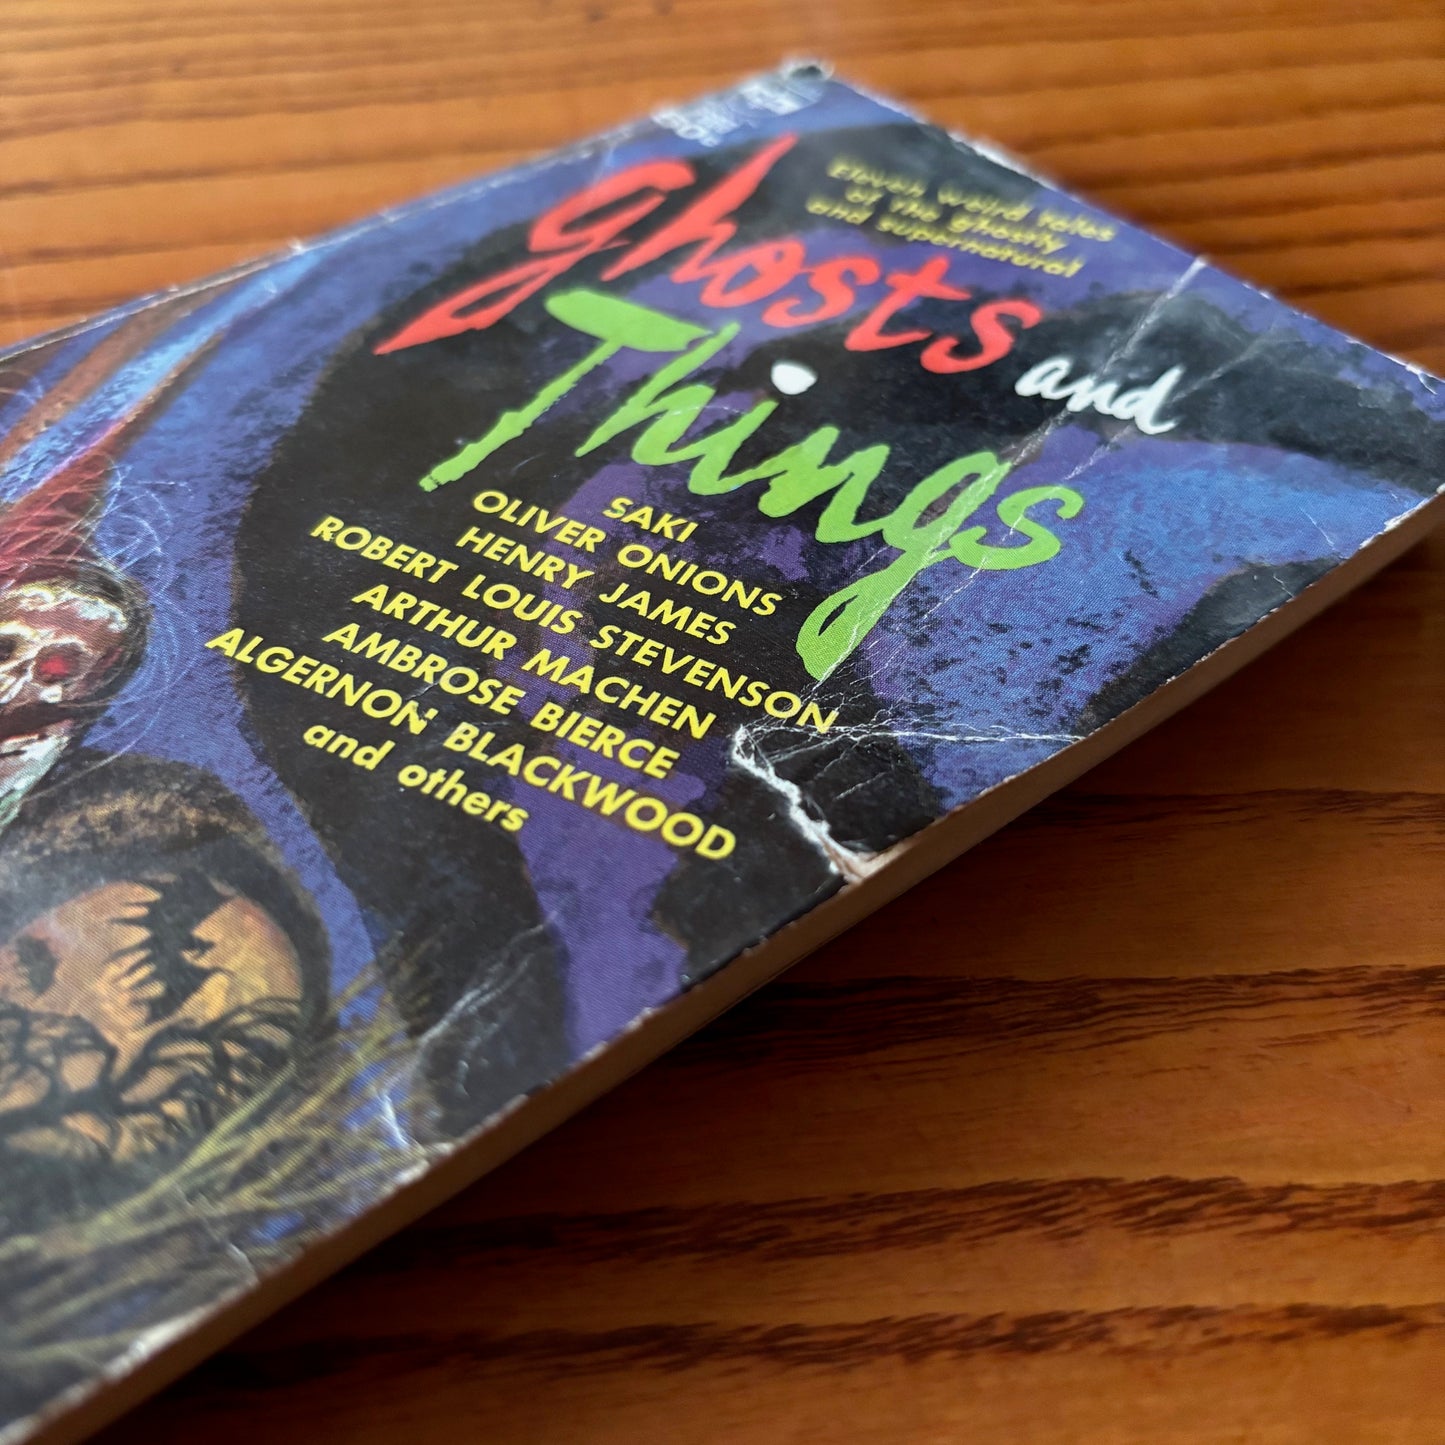 Eleven weird tales
of the ghostly
and supernatural
ghosts and
Things
SAKI
OLIVER ONIONS
HENRY JAMES
ROBERT LOUIS STEVENSON
ARTHUR MACHEN
AMBROSE BIERCE
ALGERNON BLACKWOOD
and others